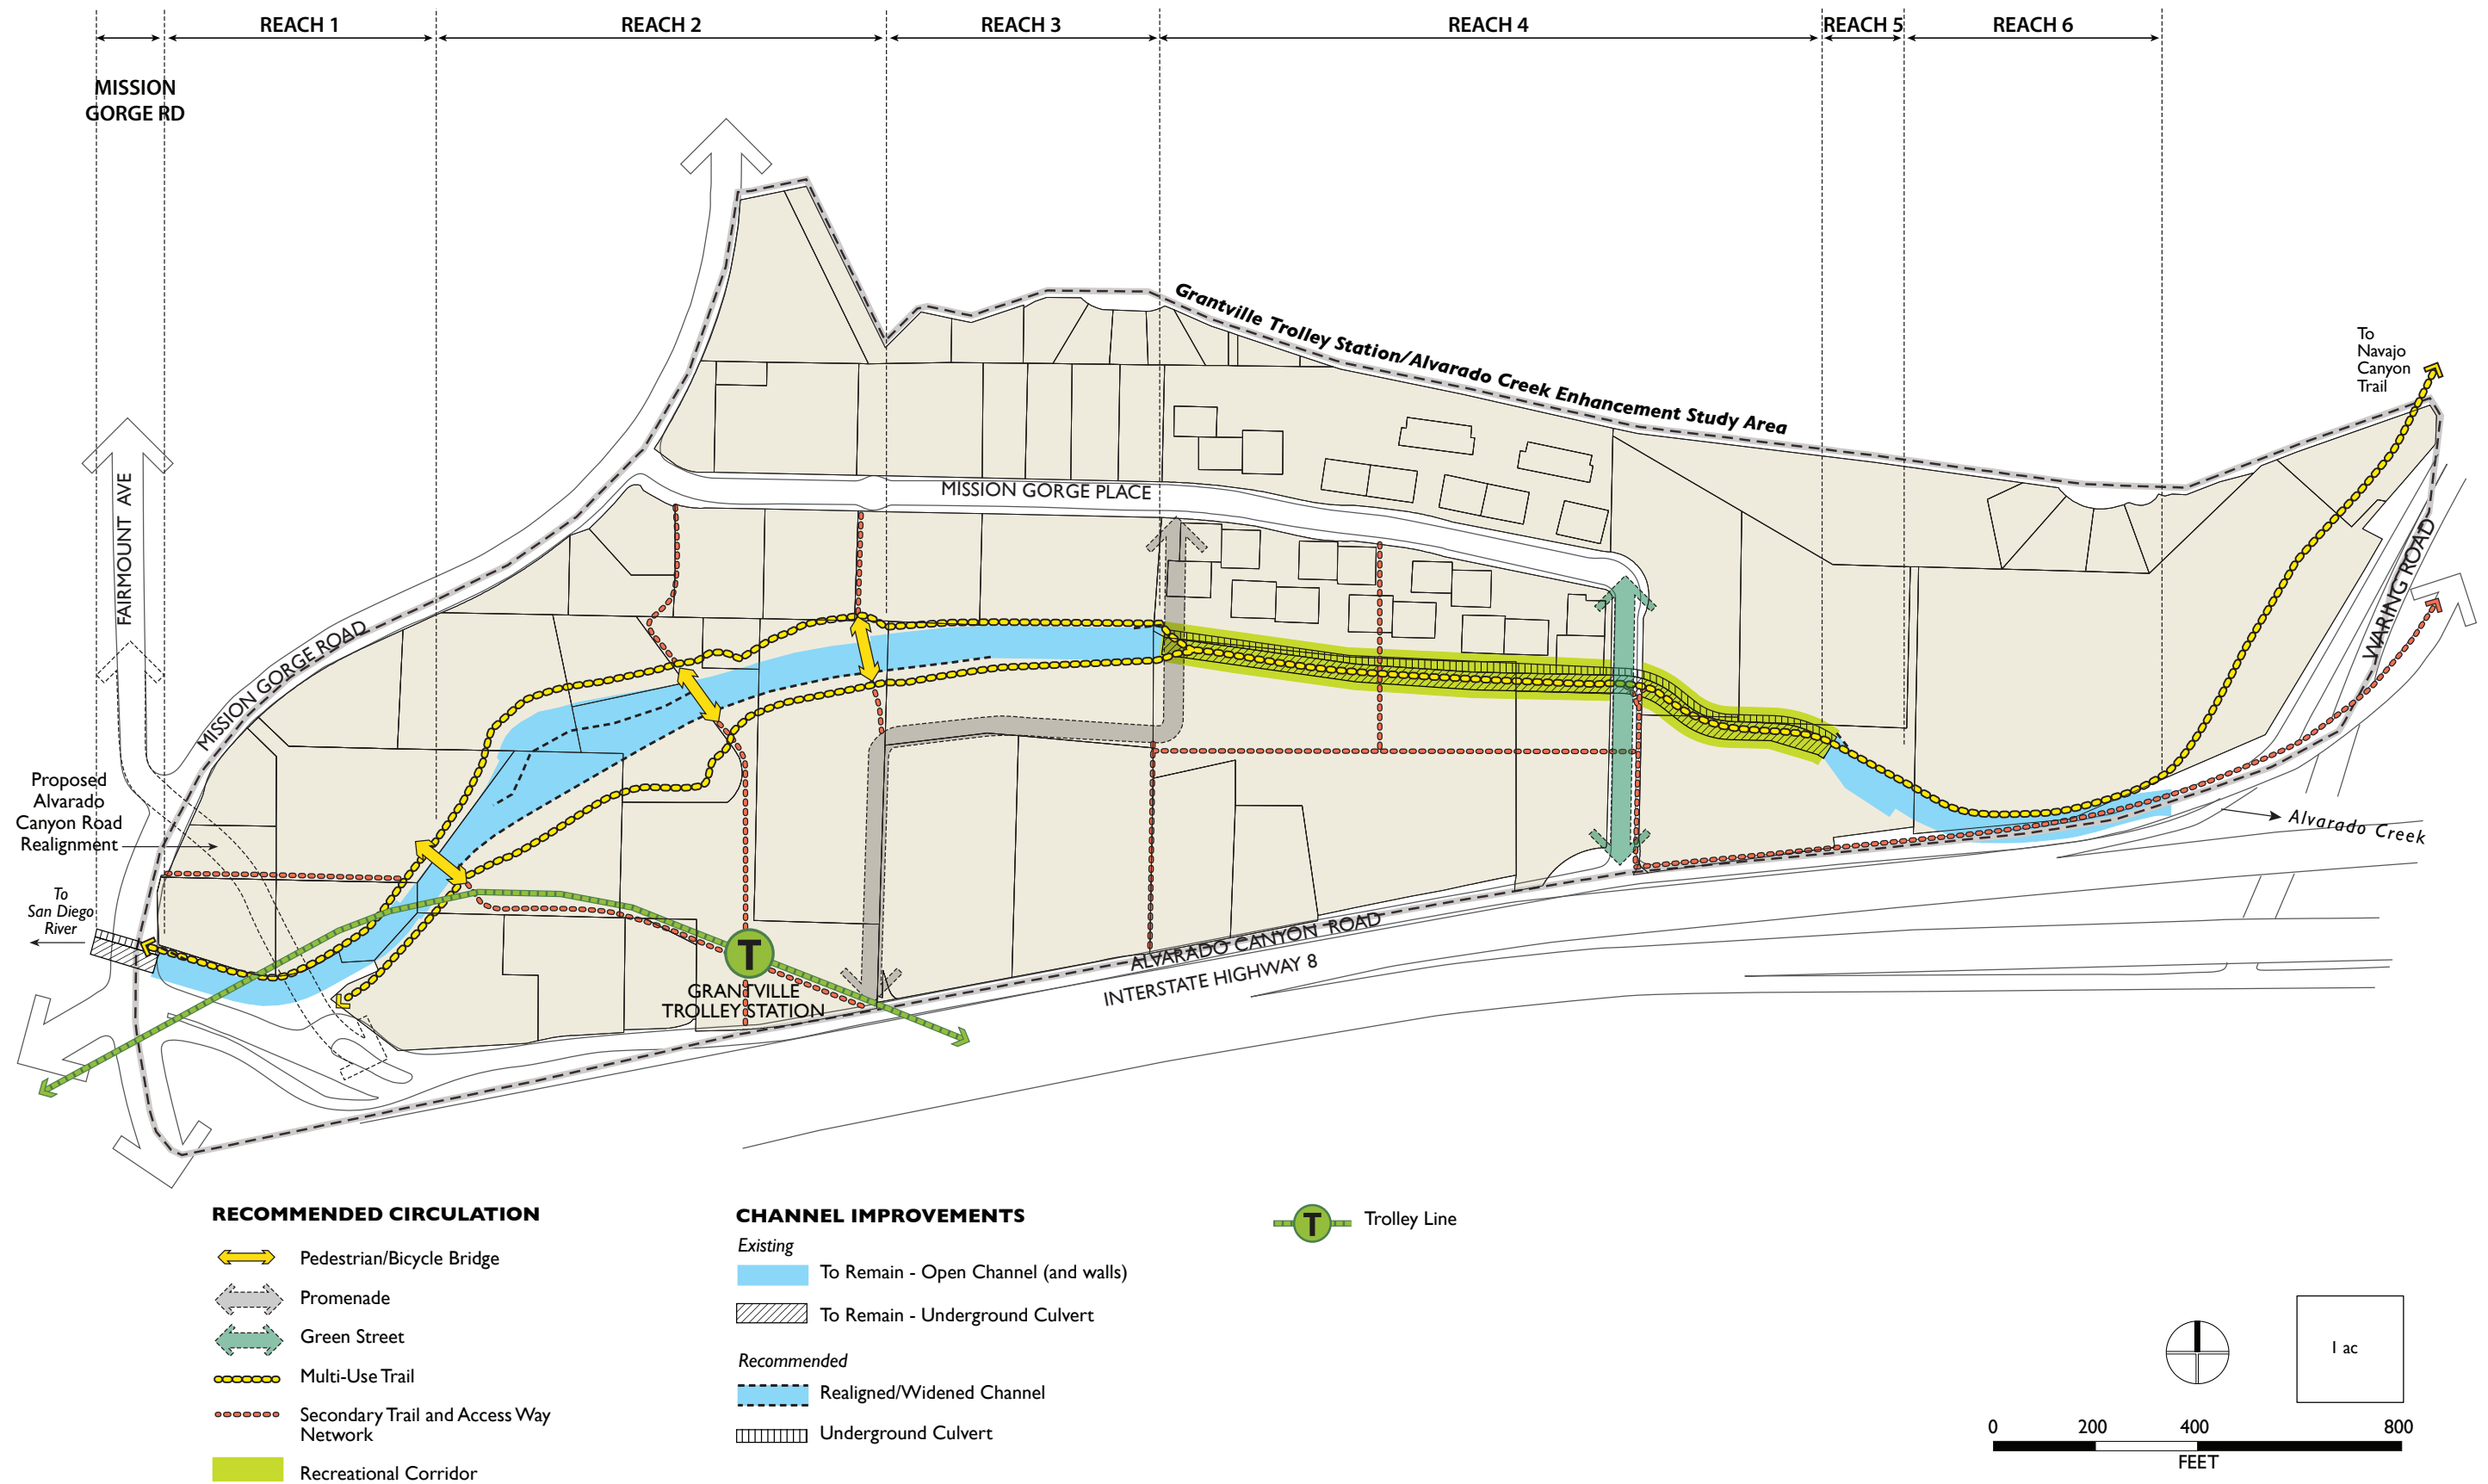 REACH 1
REACH 2
REACH 3
REACH 4
REACH 5
REACH 6
MISSION
GORGE RD
Grantville Trolley Station/Alvarado Creek Enhancement Study Area
To
Navajo
Canyon
Trail
FAIRMOUNT AVE
MISSION GORGE PLACE
MISSION GORGE ROAD
WARING ROAD
Proposed
Alvarado
Canyon Road
Realignment
Alvarado Creek
To
San Diego
River
T
GRANTVILLE
TROLLEY STATION
ALVARADO CANYON ROAD
INTERSTATE HIGHWAY 8
RECOMMENDED CIRCULATION
Pedestrian/Bicycle Bridge
Promenade
Green Street
Multi-Use Trail
Secondary Trail and Access Way
Network
Recreational Corridor
CHANNEL IMPROVEMENTS
Existing
To Remain - Open Channel (and walls)
To Remain - Underground Culvert
Recommended
Realigned/Widened Channel
Underground Culvert
T
Trolley Line
1 ac
0 200 400 800
FEET